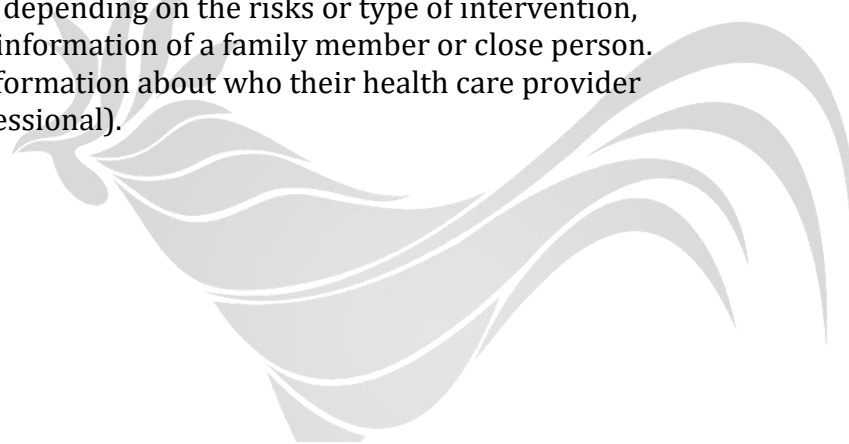 depending on the risks or type of intervention,
information of a family member or close person.
formation about who their health care provider
essional).